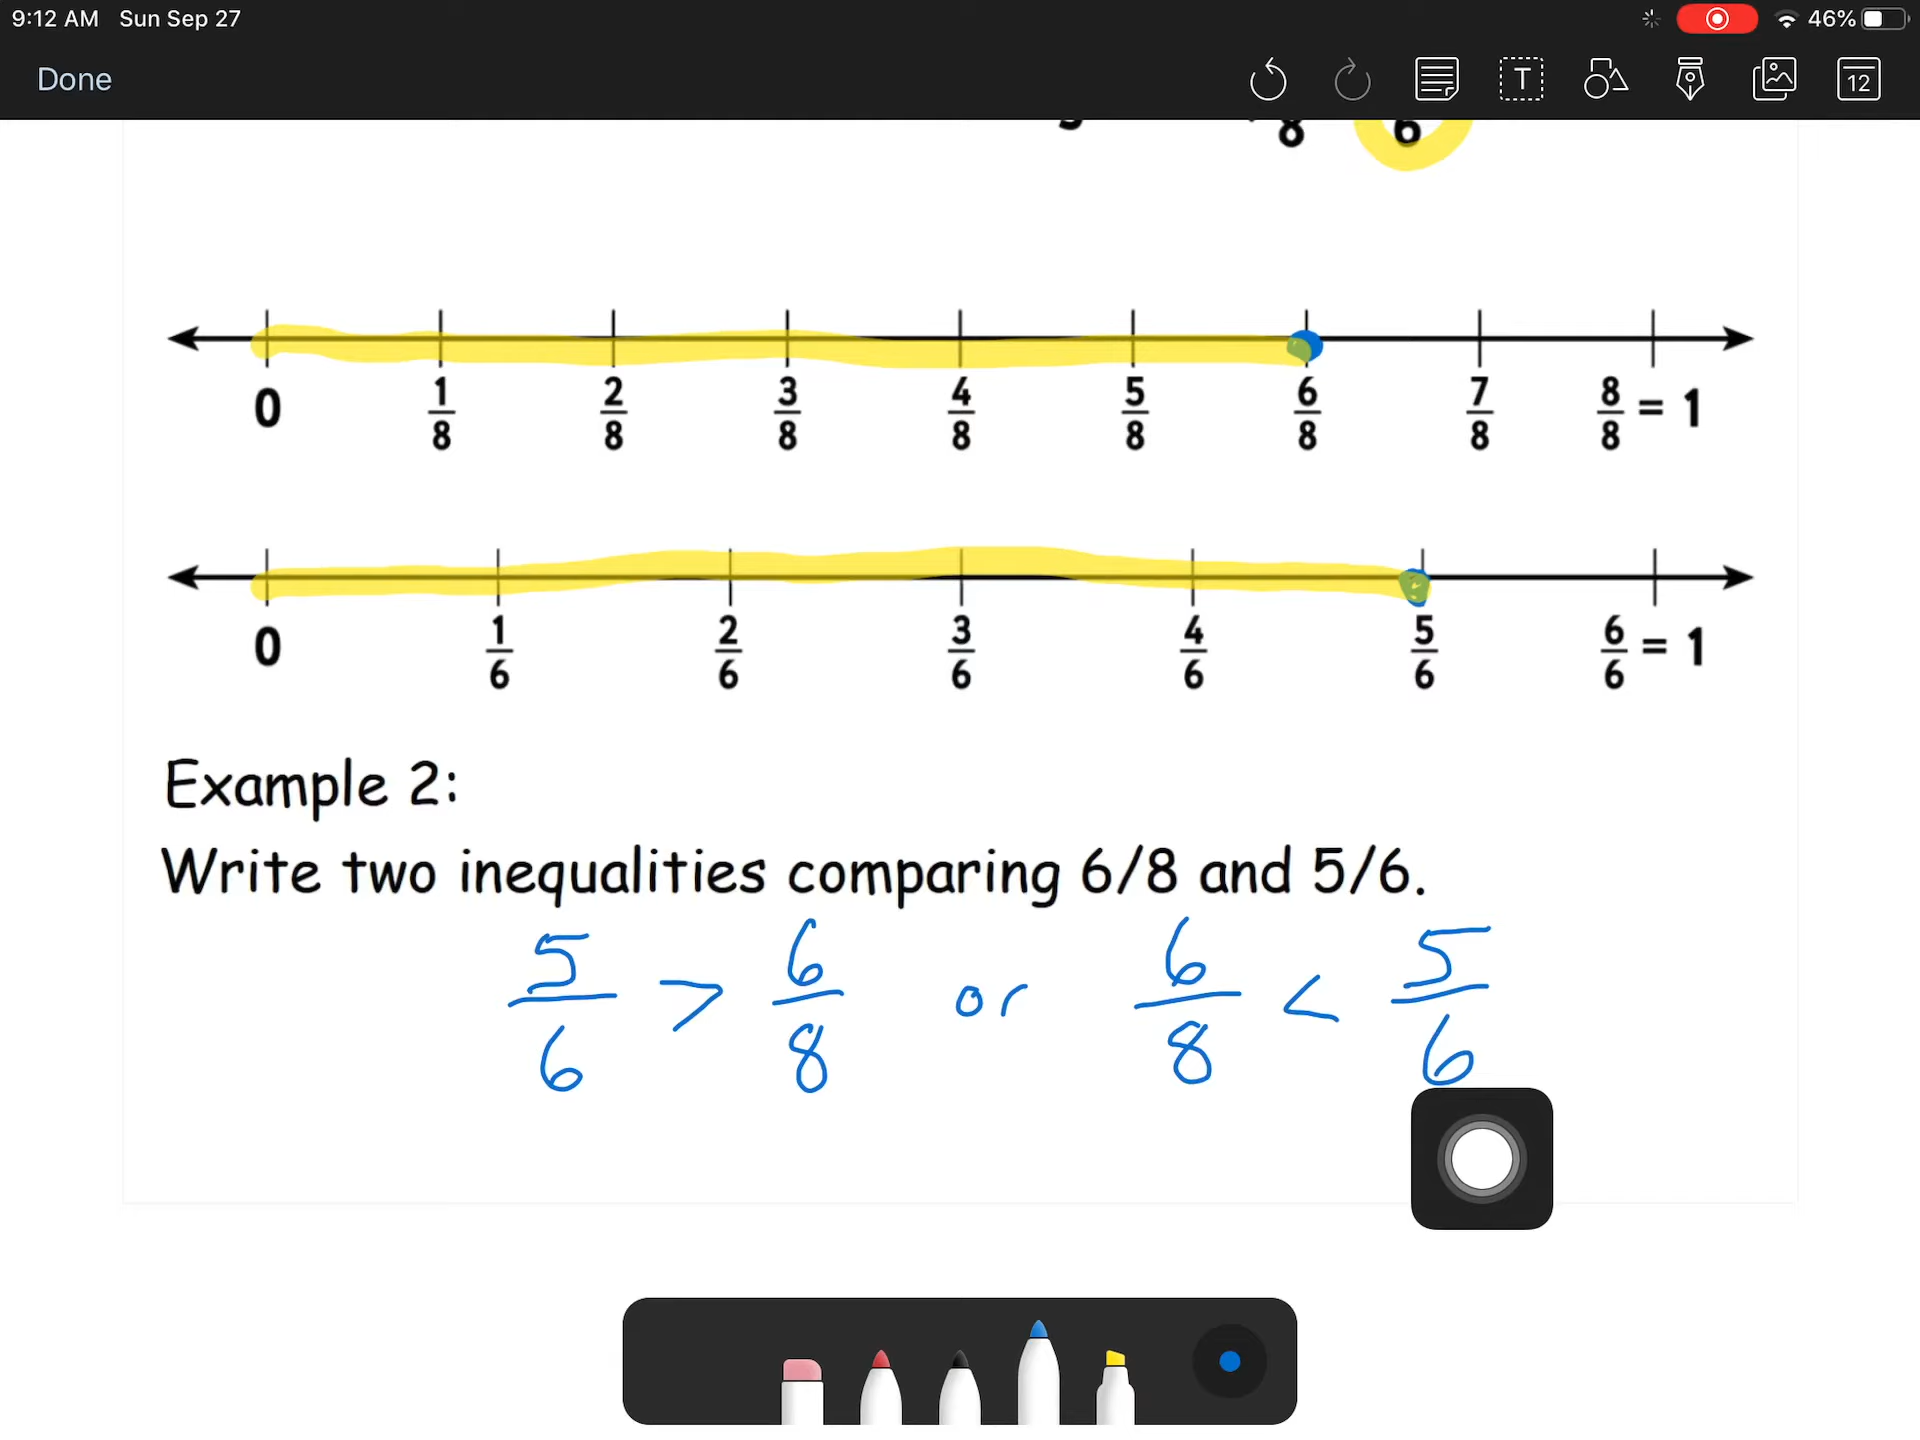 9:12 AM Sun Sep 27 46%
Done T 12
8 6
0 1/8 2/8 3/8 4/8 5/8 6/8 7/8 8/8 = 1
0 1/6 2/6 3/6 4/6 5/6 6/6 = 1
Example 2:
Write two inequalities comparing 6/8 and 5/6.
5/6 > 6/8 or 6/8 < 5/6